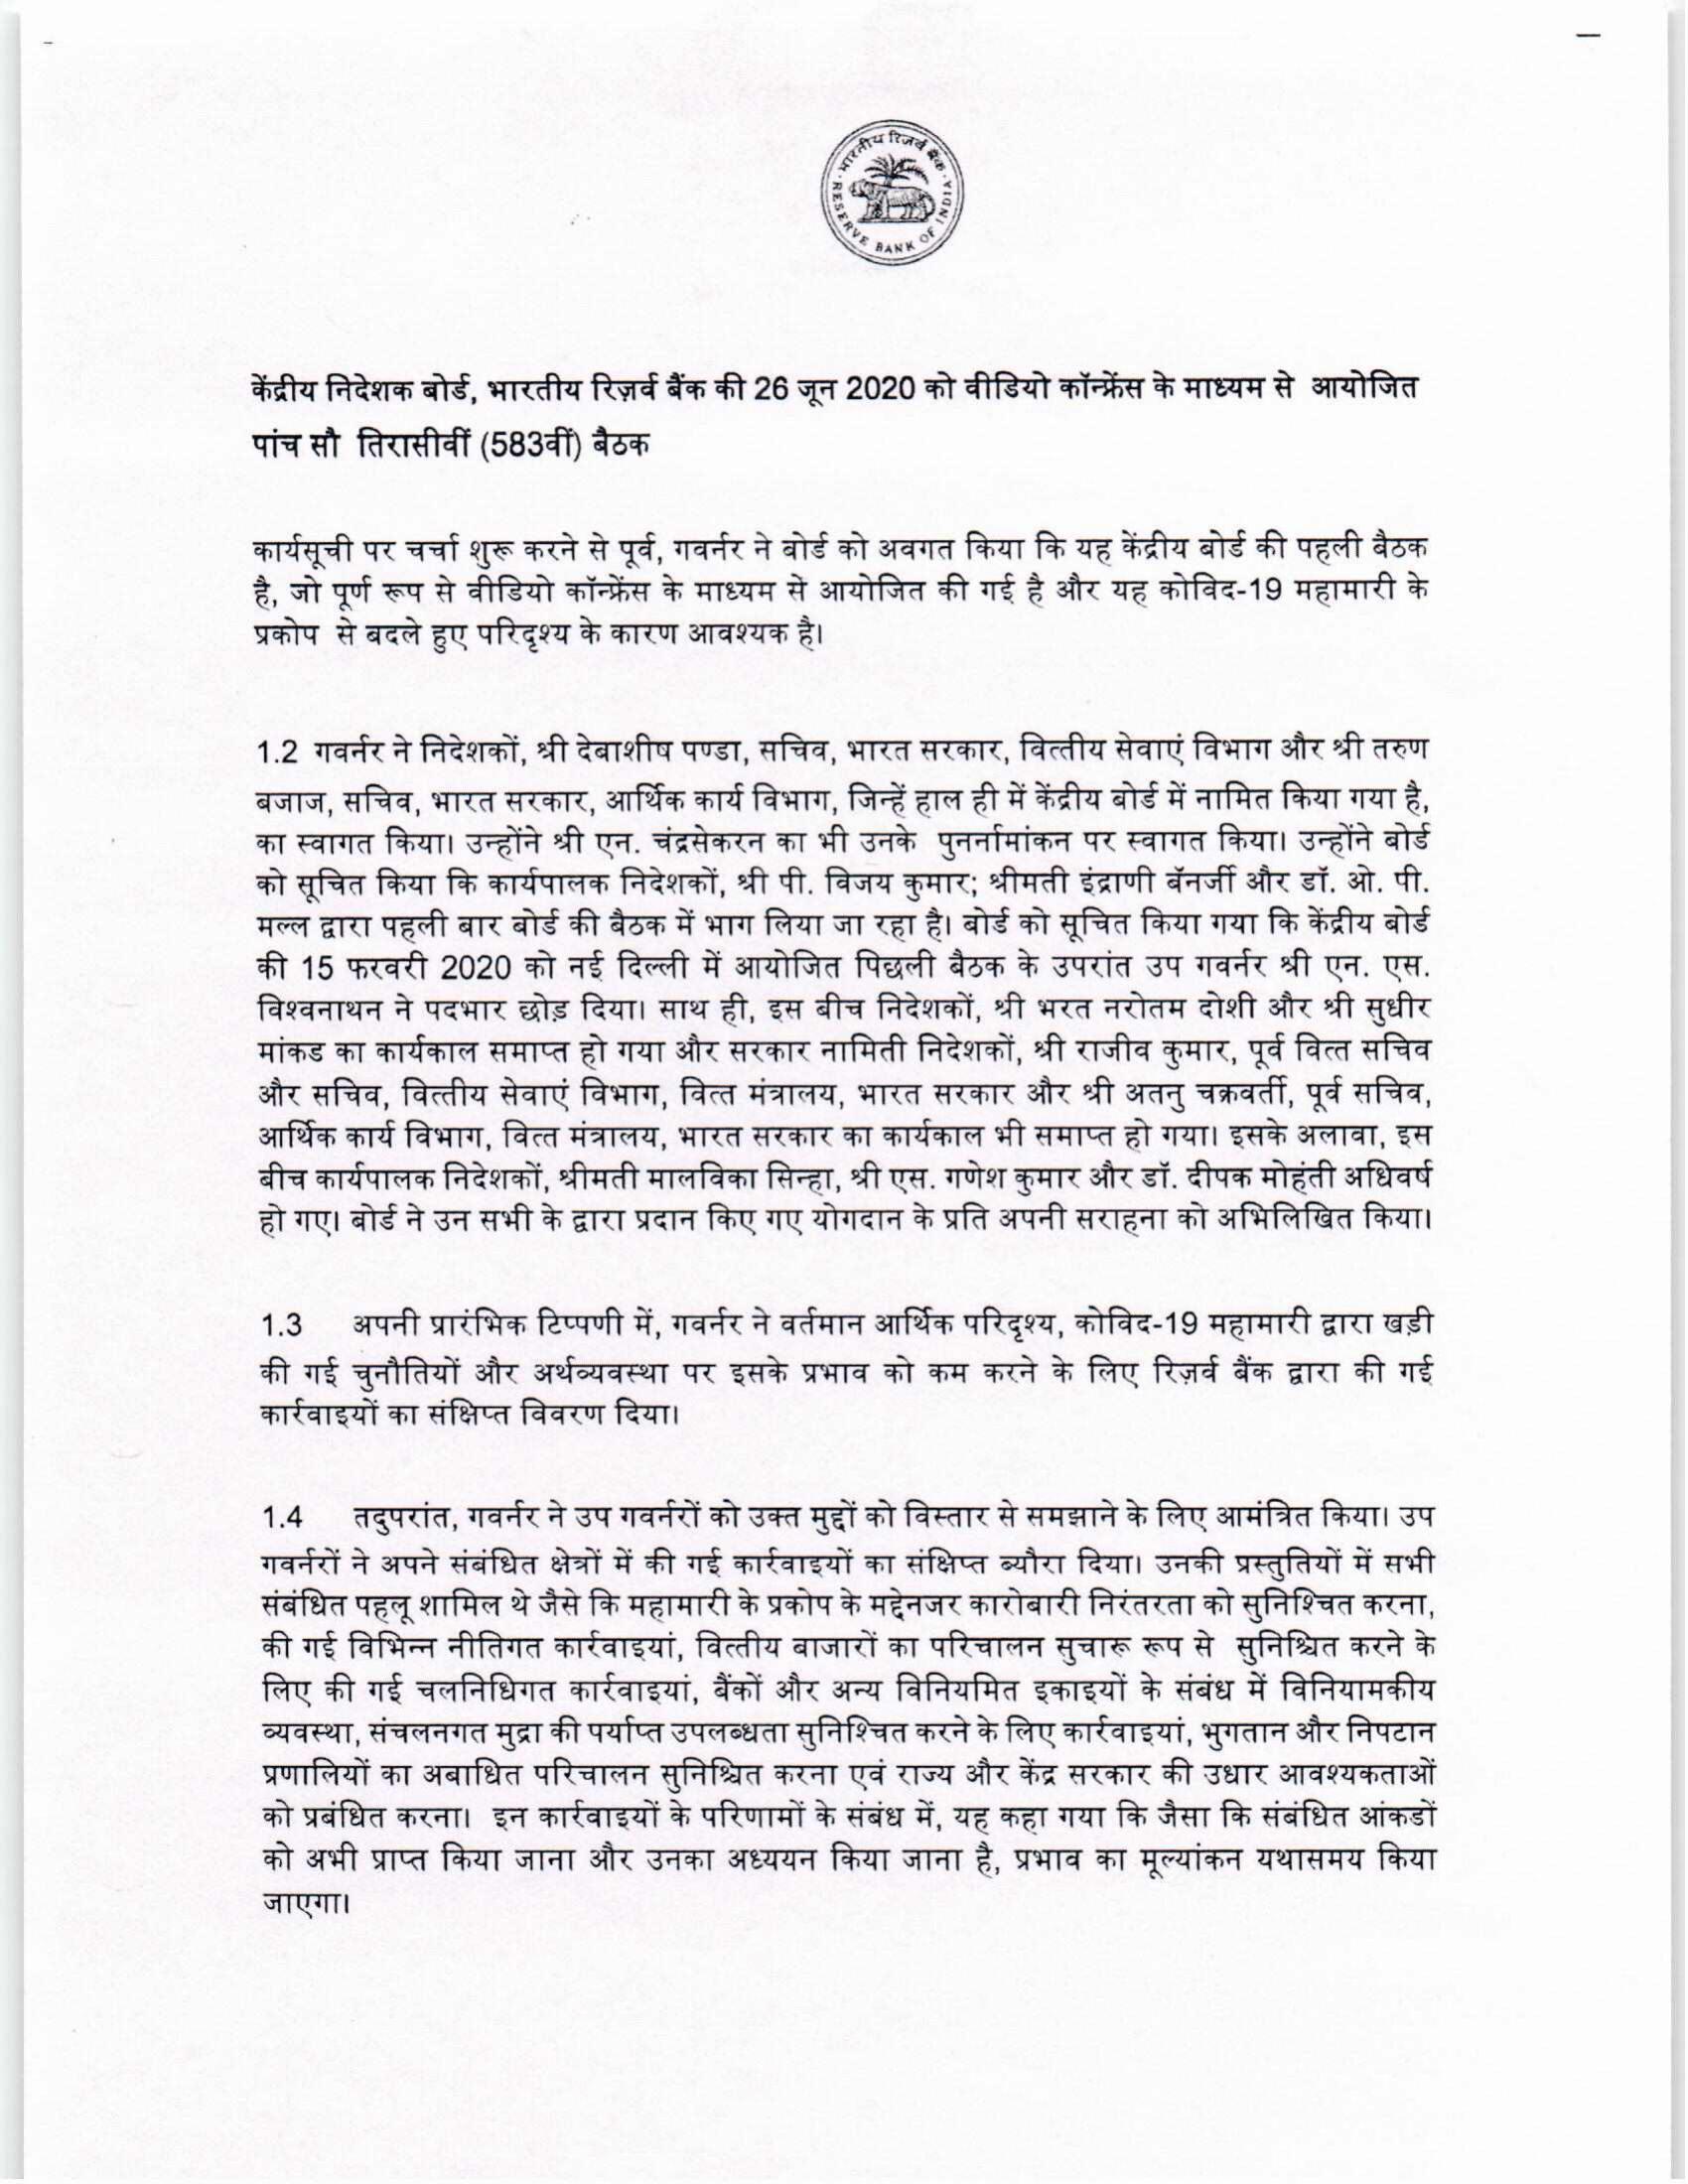 भारतीय रिज़र्व बैंक
RESERVE BANK OF INDIA
केंद्रीय निदेशक बोर्ड, भारतीय रिज़र्व बैंक की 26 जून 2020 को वीडियो कॉन्फ्रेंस के माध्यम से आयोजित
पांच सौ तिरासीवीं (583वीं) बैठक
कार्यसूची पर चर्चा शुरू करने से पूर्व, गवर्नर ने बोर्ड को अवगत किया कि यह केंद्रीय बोर्ड की पहली बैठक
है, जो पूर्ण रूप से वीडियो कॉन्फ्रेंस के माध्यम से आयोजित की गई है और यह कोविद-19 महामारी के
प्रकोप से बदले हुए परिदृश्य के कारण आवश्यक है।
1.2 गवर्नर ने निदेशकों, श्री देबाशीष पण्डा, सचिव, भारत सरकार, वित्तीय सेवाएं विभाग और श्री तरुण
बजाज, सचिव, भारत सरकार, आर्थिक कार्य विभाग, जिन्हें हाल ही में केंद्रीय बोर्ड में नामित किया गया है,
का स्वागत किया। उन्होंने श्री एन. चंद्रसेकरन का भी उनके पुनर्नामांकन पर स्वागत किया। उन्होंने बोर्ड
को सूचित किया कि कार्यपालक निदेशकों, श्री पी. विजय कुमार; श्रीमती इंद्राणी बॅनर्जी और डॉ. ओ. पी.
मल्ल द्वारा पहली बार बोर्ड की बैठक में भाग लिया जा रहा है। बोर्ड को सूचित किया गया कि केंद्रीय बोर्ड
की 15 फरवरी 2020 को नई दिल्ली में आयोजित पिछली बैठक के उपरांत उप गवर्नर श्री एन. एस.
विश्वनाथन ने पदभार छोड़ दिया। साथ ही, इस बीच निदेशकों, श्री भरत नरोतम दोशी और श्री सुधीर
मांकड का कार्यकाल समाप्त हो गया और सरकार नामिती निदेशकों, श्री राजीव कुमार, पूर्व वित्त सचिव
और सचिव, वित्तीय सेवाएं विभाग, वित्त मंत्रालय, भारत सरकार और श्री अतनु चक्रवर्ती, पूर्व सचिव,
आर्थिक कार्य विभाग, वित्त मंत्रालय, भारत सरकार का कार्यकाल भी समाप्त हो गया। इसके अलावा, इस
बीच कार्यपालक निदेशकों, श्रीमती मालविका सिन्हा, श्री एस. गणेश कुमार और डॉ. दीपक मोहंती अधिवर्ष
हो गए। बोर्ड ने उन सभी के द्वारा प्रदान किए गए योगदान के प्रति अपनी सराहना को अभिलिखित किया।
1.3 अपनी प्रारंभिक टिप्पणी में, गवर्नर ने वर्तमान आर्थिक परिदृश्य, कोविद-19 महामारी द्वारा खड़ी
की गई चुनौतियों और अर्थव्यवस्था पर इसके प्रभाव को कम करने के लिए रिज़र्व बैंक द्वारा की गई
कार्रवाइयों का संक्षिप्त विवरण दिया।
1.4 तदुपरांत, गवर्नर ने उप गवर्नरों को उक्त मुद्दों को विस्तार से समझाने के लिए आमंत्रित किया। उप
गवर्नरों ने अपने संबंधित क्षेत्रों में की गई कार्रवाइयों का संक्षिप्त ब्यौरा दिया। उनकी प्रस्तुतियों में सभी
संबंधित पहलू शामिल थे जैसे कि महामारी के प्रकोप के मद्देनजर कारोबारी निरंतरता को सुनिश्चित करना,
की गई विभिन्न नीतिगत कार्रवाइयां, वित्तीय बाजारों का परिचालन सुचारू रूप से सुनिश्चित करने के
लिए की गई चलनिधिगत कार्रवाइयां, बैंकों और अन्य विनियमित इकाइयों के संबंध में विनियामकीय
व्यवस्था, संचलनगत मुद्रा की पर्याप्त उपलब्धता सुनिश्चित करने के लिए कार्रवाइयां, भुगतान और निपटान
प्रणालियों का अबाधित परिचालन सुनिश्चित करना एवं राज्य और केंद्र सरकार की उधार आवश्यकताओं
को प्रबंधित करना। इन कार्रवाइयों के परिणामों के संबंध में, यह कहा गया कि जैसा कि संबंधित आंकडों
को अभी प्राप्त किया जाना और उनका अध्ययन किया जाना है, प्रभाव का मूल्यांकन यथासमय किया
जाएगा।